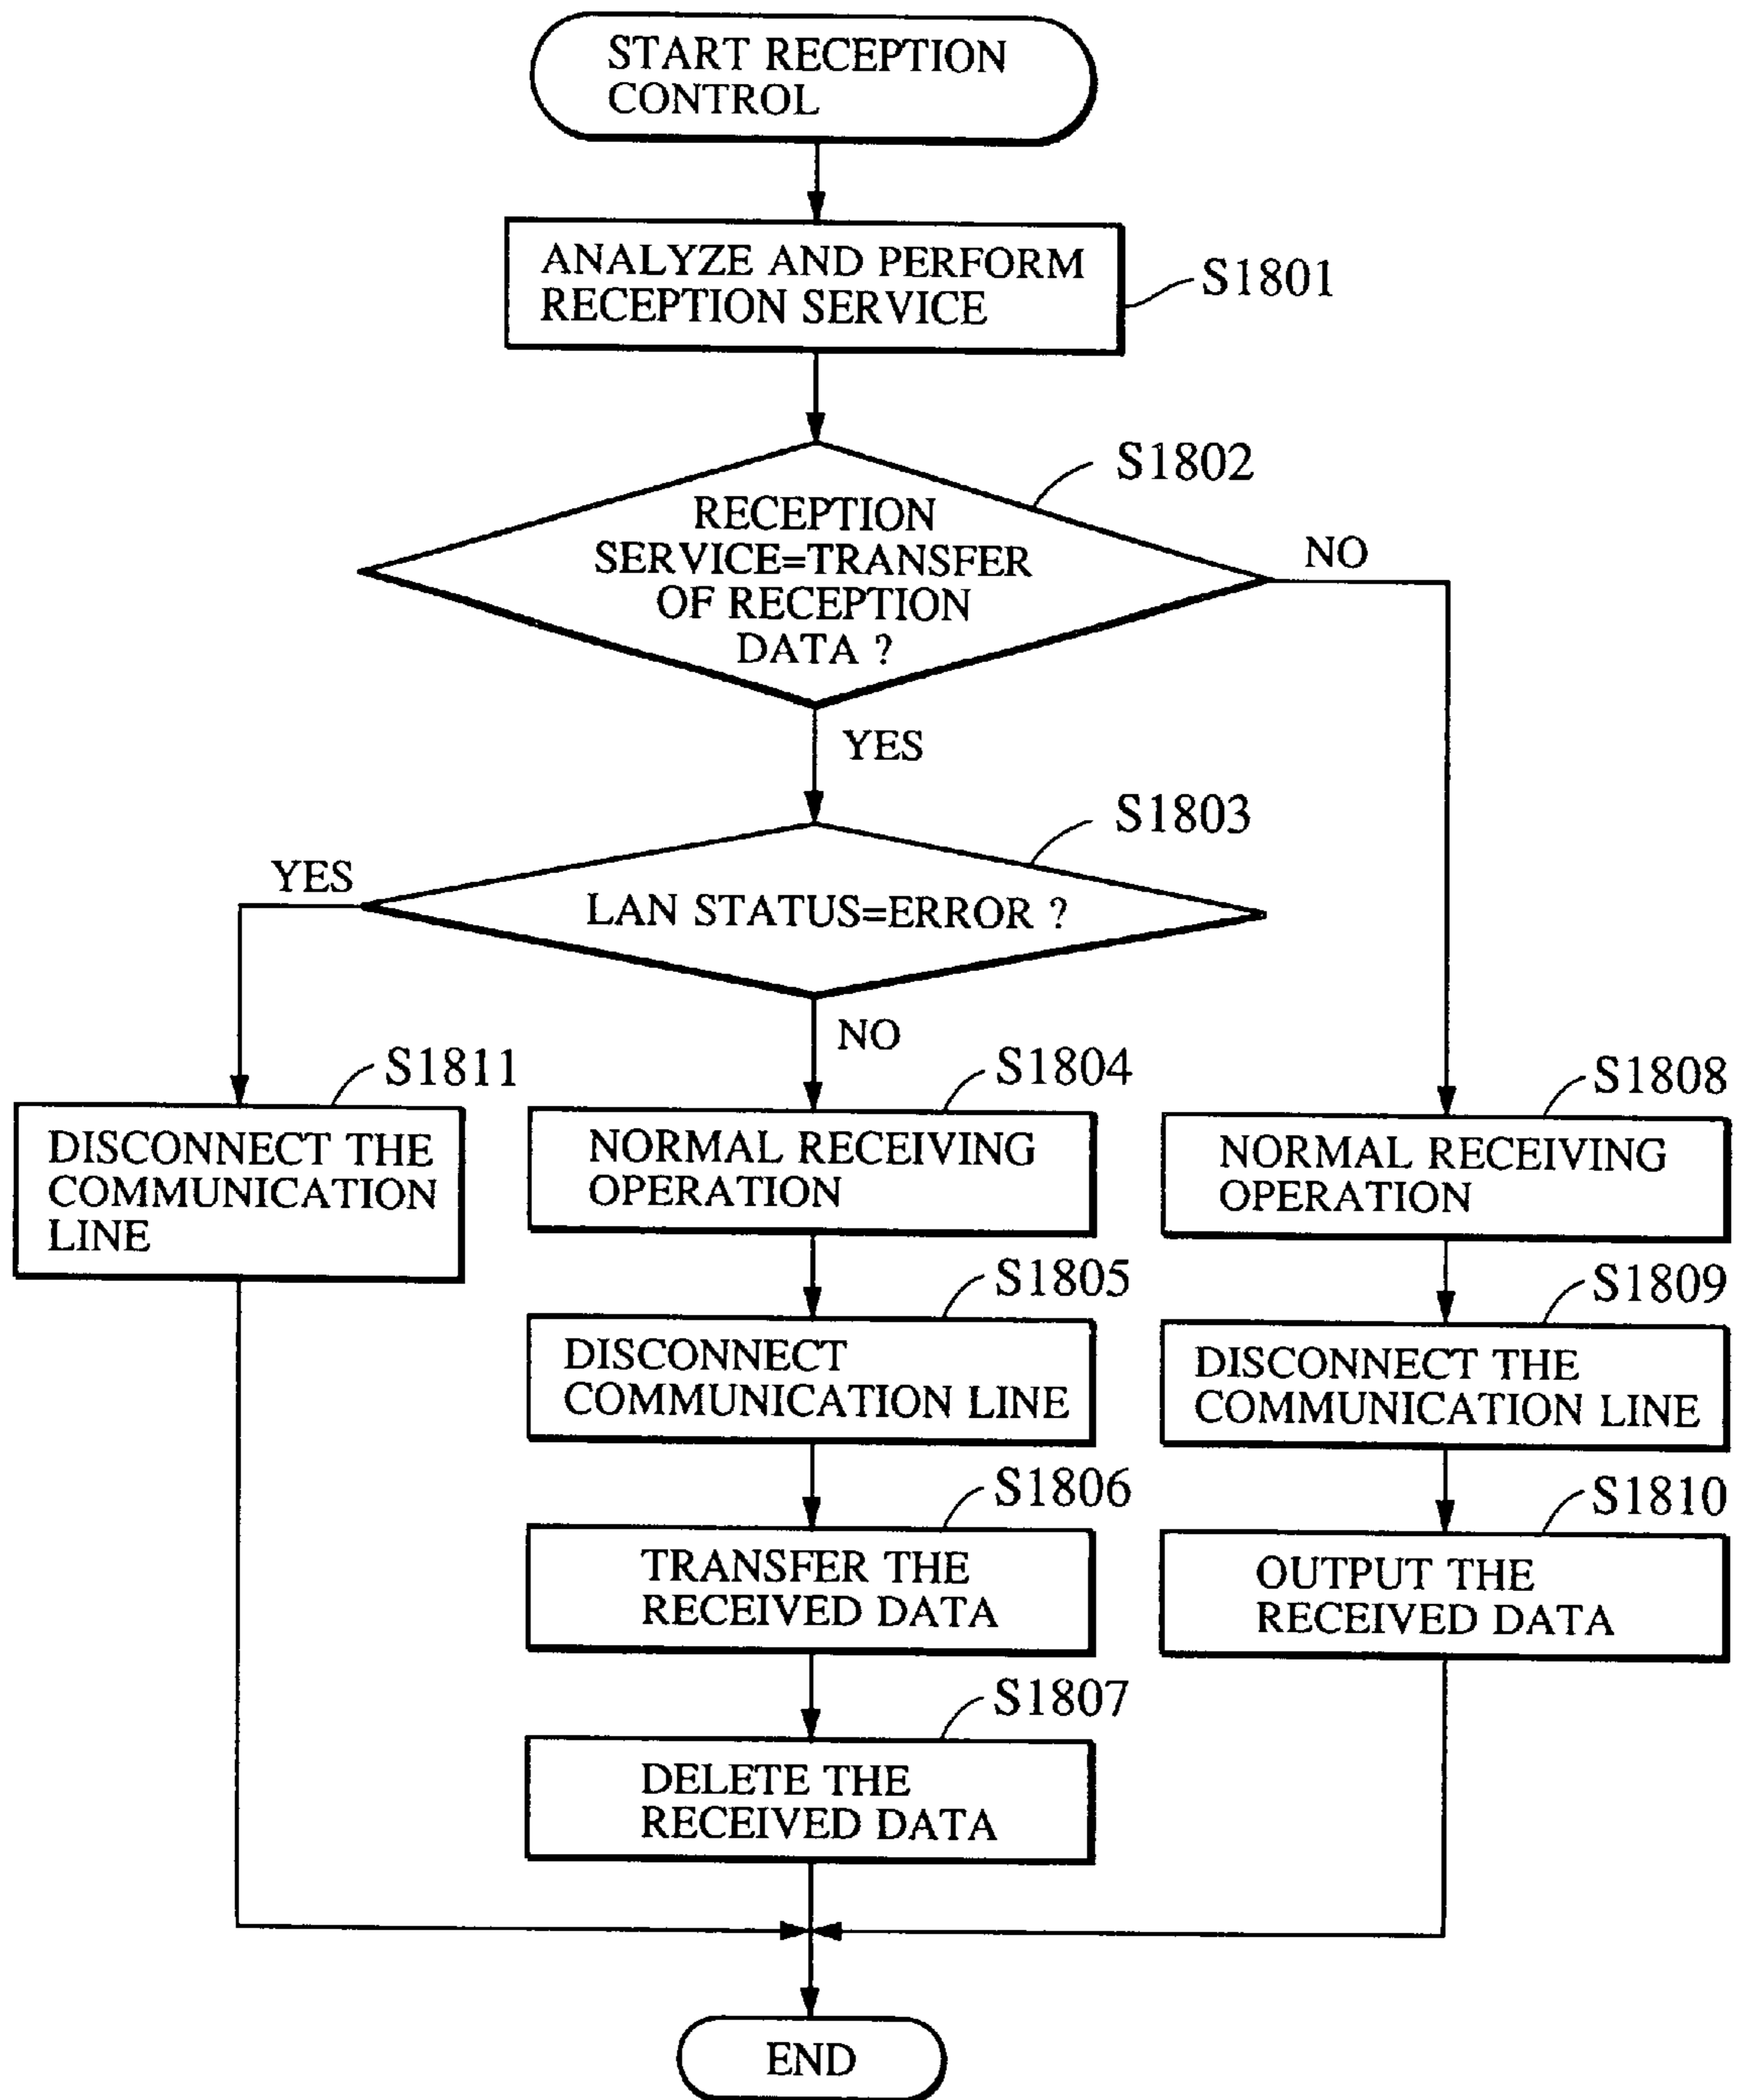 START RECEPTION
CONTROL
ANALYZE AND PERFORM
RECEPTION SERVICE
S1801
S1802
RECEPTION
SERVICE=TRANSFER
OF RECEPTION
DATA ?
NO
YES
S1803
YES
LAN STATUS=ERROR ?
NO
S1811
DISCONNECT THE
COMMUNICATION
LINE
S1804
NORMAL RECEIVING
OPERATION
S1808
NORMAL RECEIVING
OPERATION
S1805
DISCONNECT
COMMUNICATION LINE
S1809
DISCONNECT THE
COMMUNICATION LINE
S1806
TRANSFER THE
RECEIVED DATA
S1810
OUTPUT THE
RECEIVED DATA
S1807
DELETE THE
RECEIVED DATA
END